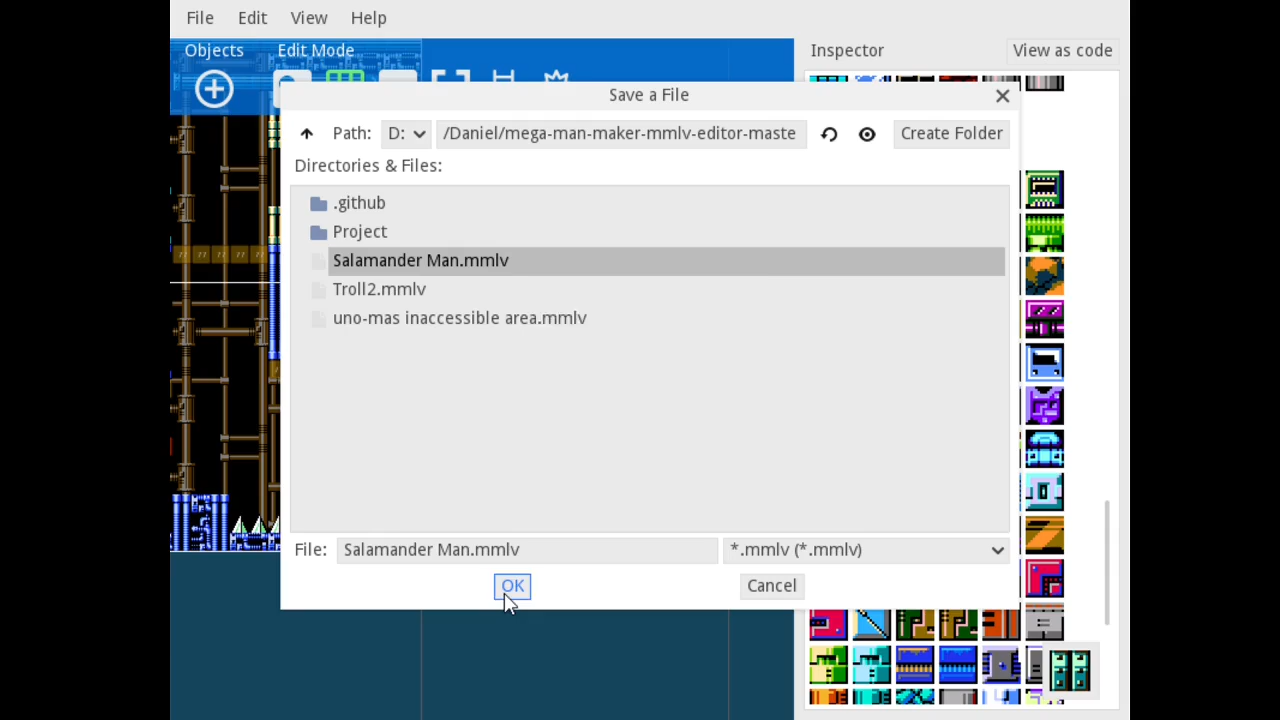 File Edit View Help
Objects Edit Mode
Inspector View as code
Save a File
Path: D: /Daniel/mega-man-maker-mmlv-editor-maste Create Folder
Directories & Files:
.github
Project
Salamander Man.mmlv
Troll2.mmlv
uno-mas inaccessible area.mmlv
File: Salamander Man.mmlv *.mmlv (*.mmlv)
OK Cancel